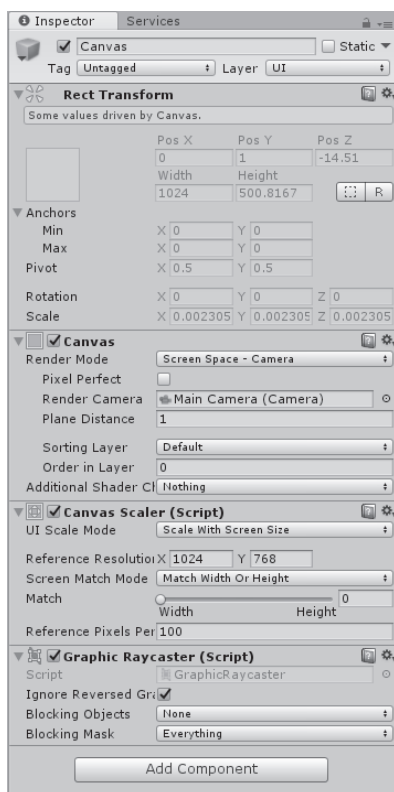 Inspector Services
Canvas Static
Tag Untagged Layer UI
Rect Transform
Some values driven by Canvas.
Pos X Pos Y Pos Z
0 1 -14.51
Width Height
1024 500.8167 R
Anchors
Min X 0 Y 0
Max X 0 Y 0
Pivot X 0.5 Y 0.5
Rotation X 0 Y 0 Z 0
Scale X 0.002305 Y 0.002305 Z 0.002305
Canvas
Render Mode Screen Space - Camera
Pixel Perfect
Render Camera Main Camera (Camera)
Plane Distance 1
Sorting Layer Default
Order in Layer 0
Additional Shader Cl Nothing
Canvas Scaler (Script)
UI Scale Mode Scale With Screen Size
Reference Resolution X 1024 Y 768
Screen Match Mode Match Width Or Height
Match 0
Width Height
Reference Pixels Per 100
Graphic Raycaster (Script)
Script GraphicRaycaster
Ignore Reversed Gra
Blocking Objects None
Blocking Mask Everything
Add Component